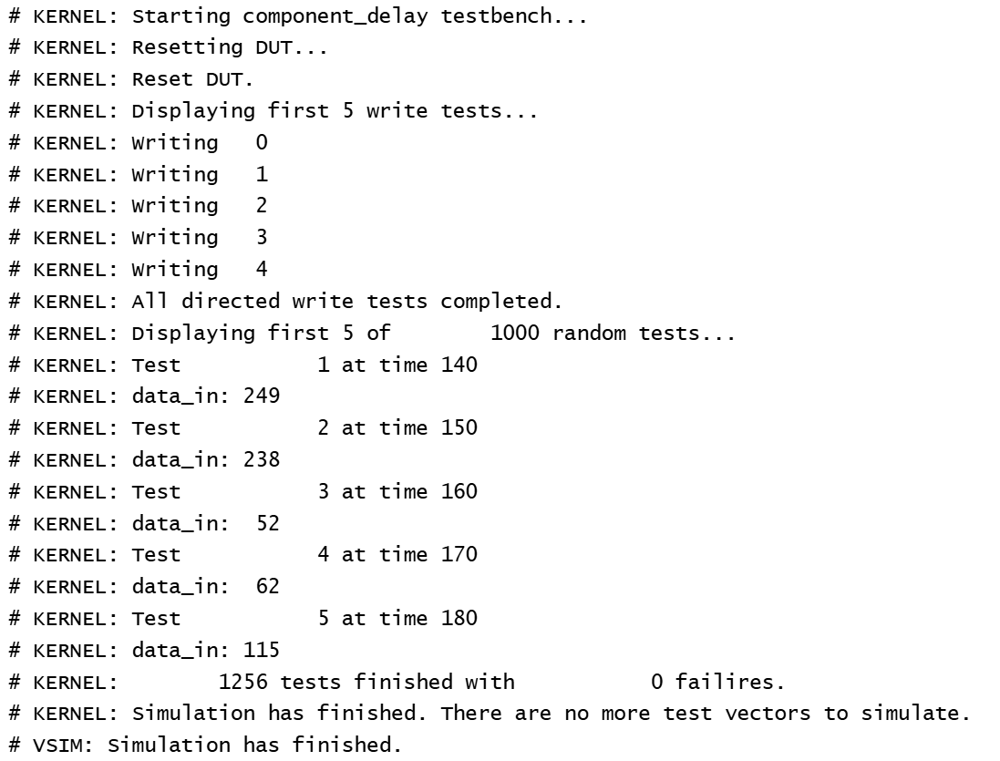 # KERNEL: Starting component_delay testbench...
# KERNEL: Resetting DUT...
# KERNEL: Reset DUT.
# KERNEL: Displaying first 5 write tests...
# KERNEL: Writing   0
# KERNEL: Writing   1
# KERNEL: Writing   2
# KERNEL: Writing   3
# KERNEL: Writing   4
# KERNEL: All directed write tests completed.
# KERNEL: Displaying first 5 of        1000 random tests...
# KERNEL: Test           1 at time 140
# KERNEL: data_in: 249
# KERNEL: Test           2 at time 150
# KERNEL: data_in: 238
# KERNEL: Test           3 at time 160
# KERNEL: data_in:  52
# KERNEL: Test           4 at time 170
# KERNEL: data_in:  62
# KERNEL: Test           5 at time 180
# KERNEL: data_in: 115
# KERNEL:        1256 tests finished with           0 failires.
# KERNEL: Simulation has finished. There are no more test vectors to simulate.
# VSIM: Simulation has finished.